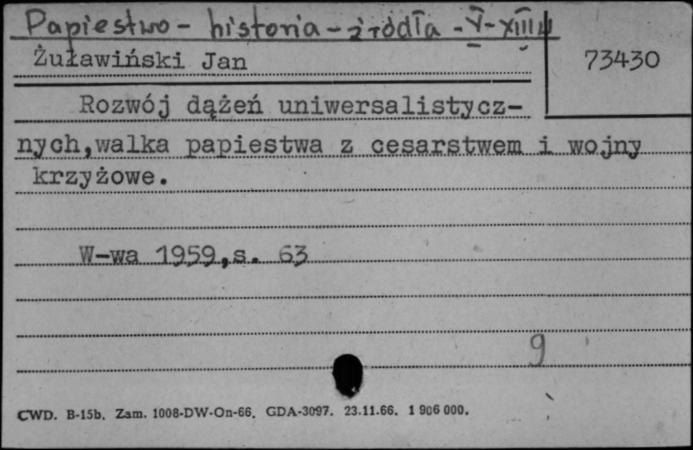 Papiestwo - historia - źródła - V-XIII w
Żuławiński Jan
73430
Rozwój dążeń uniwersalistycz-
nych,walka papiestwa z cesarstwem i wojny
krzyżowe.
W-wa 1959,s. 63
9
CWD. B-15b. Zam. 1008-DW-On-66. GDA-3097. 23.11.66. 1 906 000.